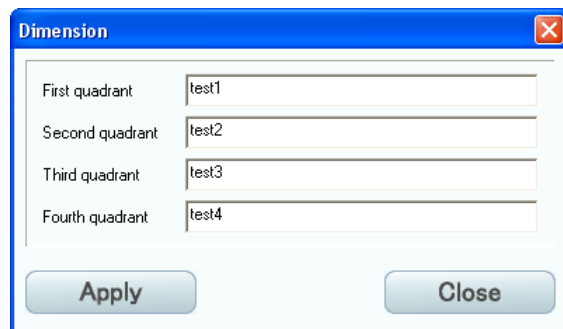 Dimension
First quadrant test1
Second quadrant test2
Third quadrant test3
Fourth quadrant test4
Apply Close